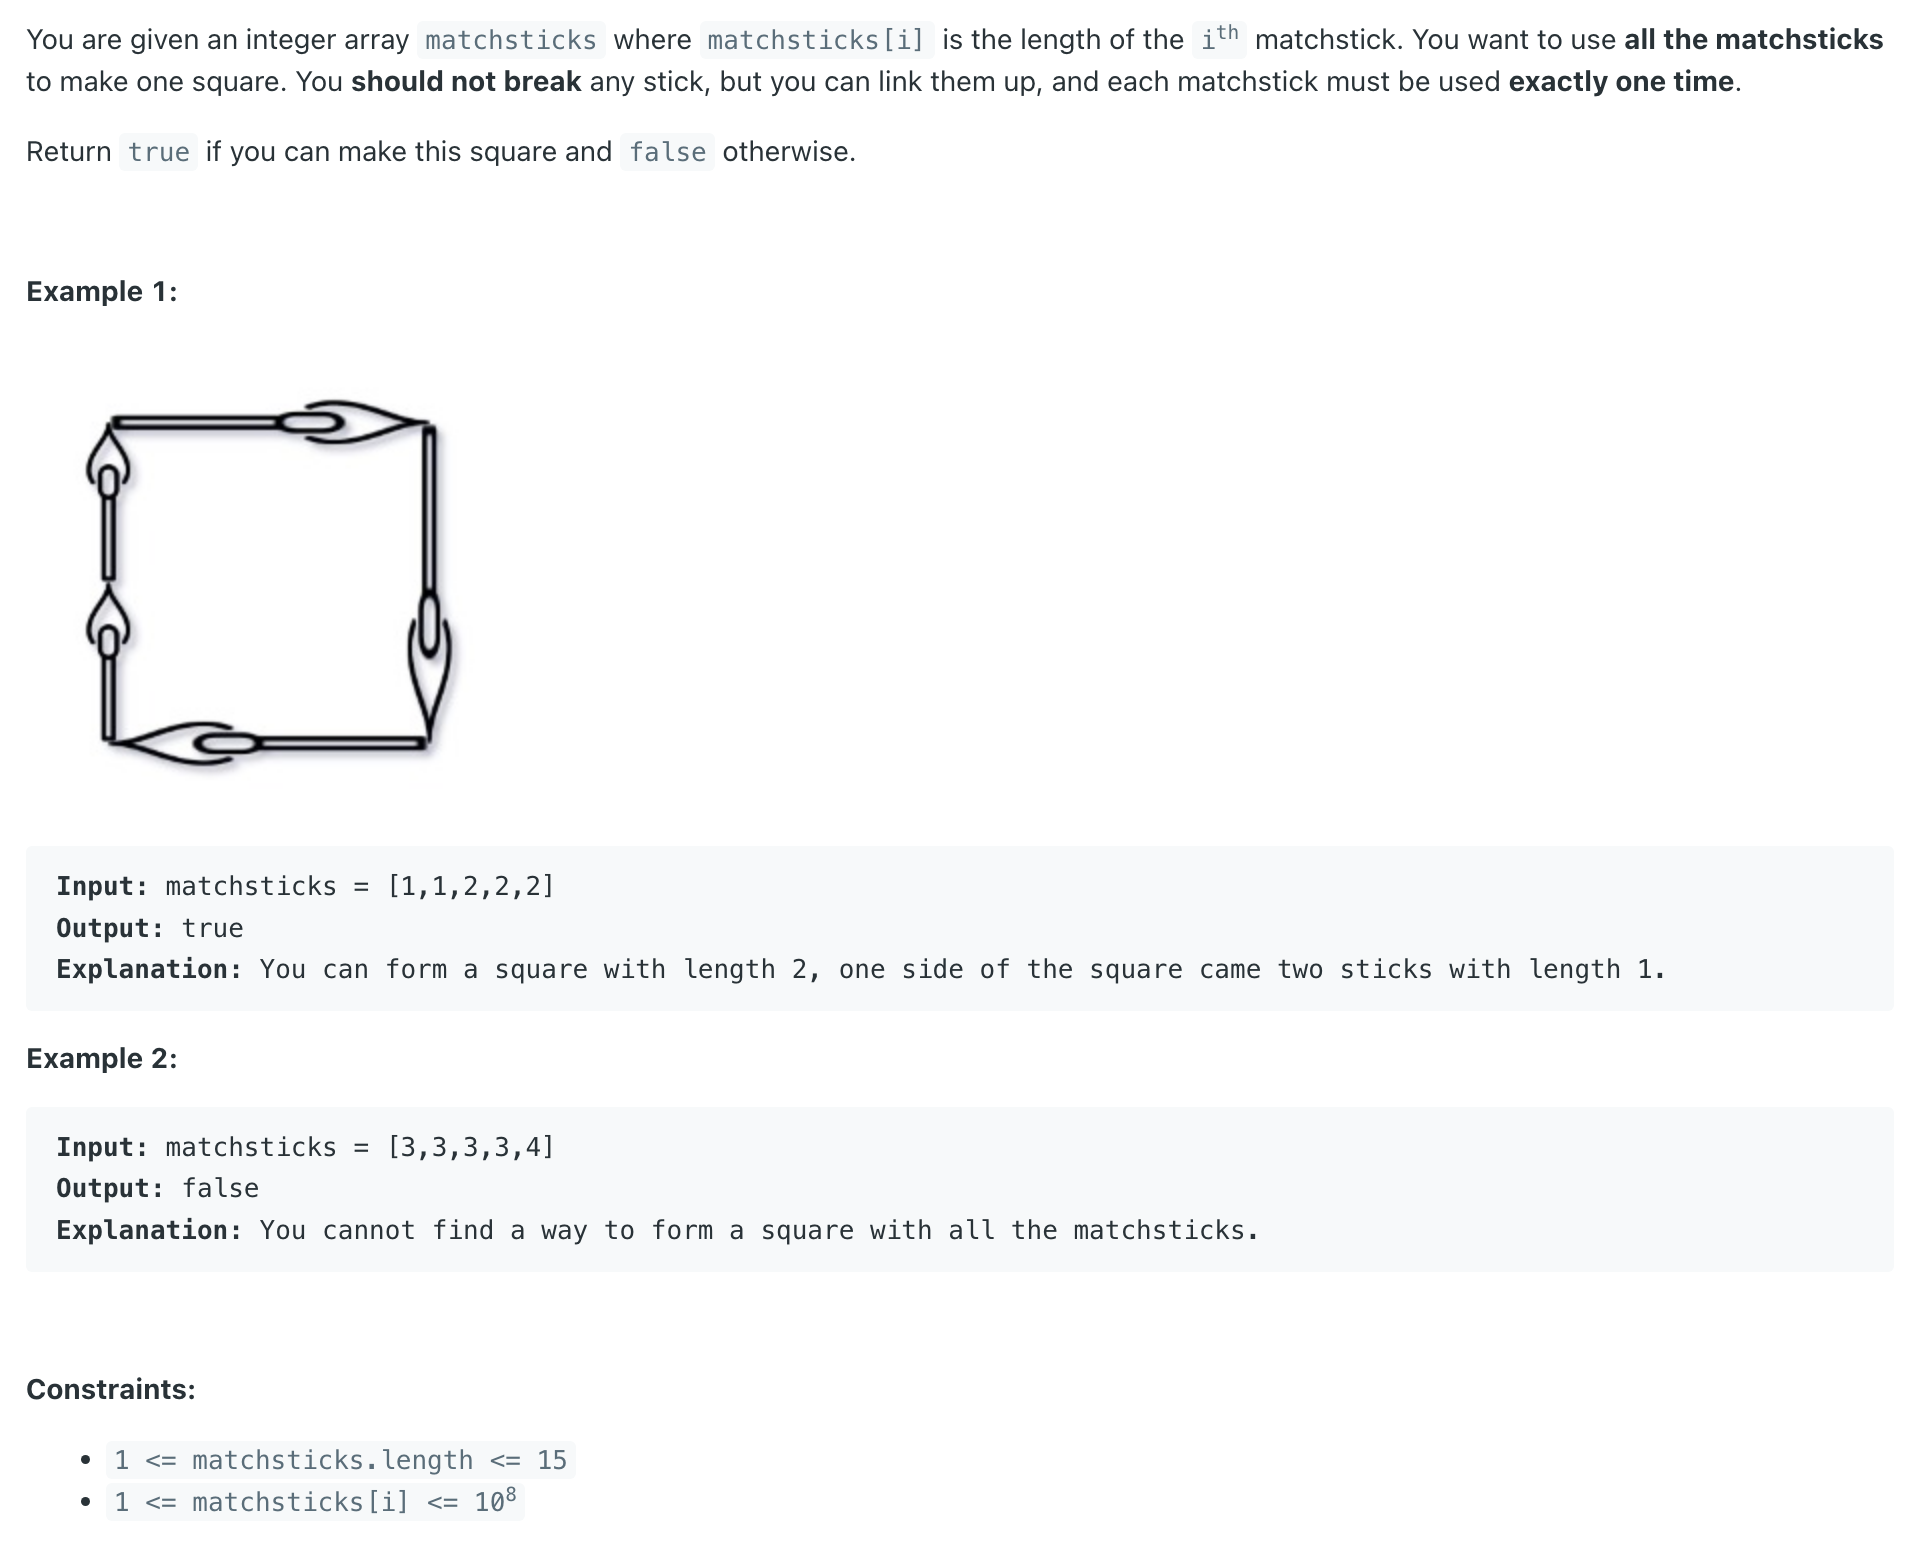 You are given an integer array matchsticks where matchsticks[i] is the length of the ith matchstick. You want to use all the matchsticks
to make one square. You should not break any stick, but you can link them up, and each matchstick must be used exactly one time.
Return true if you can make this square and false otherwise.
Example 1:
Input: matchsticks = [1,1,2,2,2]
Output: true
Explanation: You can form a square with length 2, one side of the square came two sticks with length 1.
Example 2:
Input: matchsticks = [3,3,3,3,4]
Output: false
Explanation: You cannot find a way to form a square with all the matchsticks.
Constraints:
• 1 <= matchsticks.length <= 15
• 1 <= matchsticks[i] <= 10⁸